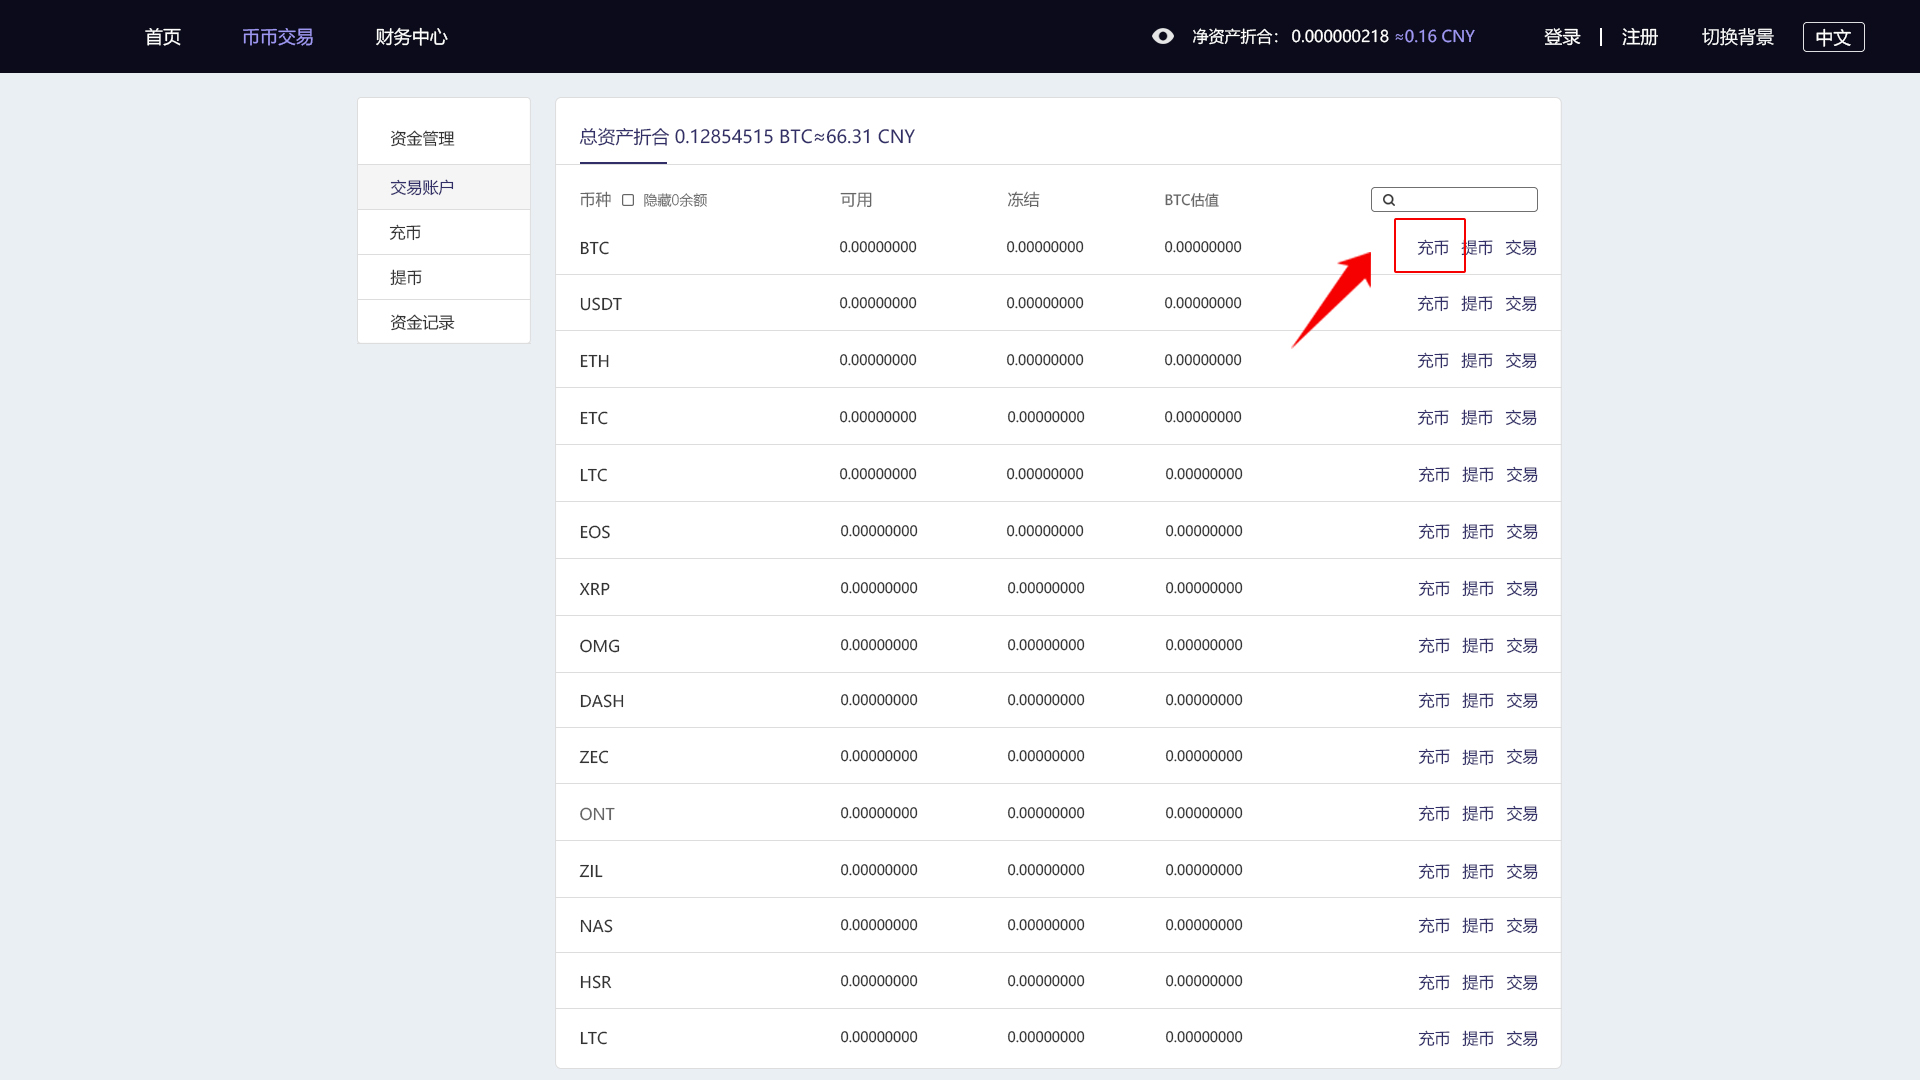 首页 币币交易 财务中心 净资产折合： 0.000000218 ≈0.16 CNY 登录 | 注册 切换背景 中文
资金管理
交易账户
充币
提币
资金记录
总资产折合 0.12854515 BTC≈66.31 CNY
币种 隐藏0余额 可用 冻结 BTC估值
BTC 0.00000000 0.00000000 0.00000000 充币 提币 交易
USDT 0.00000000 0.00000000 0.00000000 充币 提币 交易
ETH 0.00000000 0.00000000 0.00000000 充币 提币 交易
ETC 0.00000000 0.00000000 0.00000000 充币 提币 交易
LTC 0.00000000 0.00000000 0.00000000 充币 提币 交易
EOS 0.00000000 0.00000000 0.00000000 充币 提币 交易
XRP 0.00000000 0.00000000 0.00000000 充币 提币 交易
OMG 0.00000000 0.00000000 0.00000000 充币 提币 交易
DASH 0.00000000 0.00000000 0.00000000 充币 提币 交易
ZEC 0.00000000 0.00000000 0.00000000 充币 提币 交易
ONT 0.00000000 0.00000000 0.00000000 充币 提币 交易
ZIL 0.00000000 0.00000000 0.00000000 充币 提币 交易
NAS 0.00000000 0.00000000 0.00000000 充币 提币 交易
HSR 0.00000000 0.00000000 0.00000000 充币 提币 交易
LTC 0.00000000 0.00000000 0.00000000 充币 提币 交易